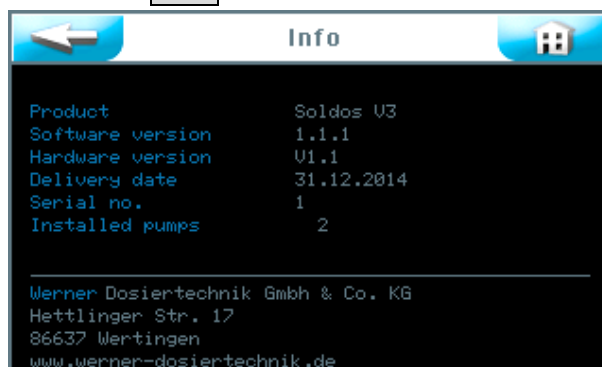 Info
Product Soldos V3
Software version 1.1.1
Hardware version V1.1
Delivery date 31.12.2014
Serial no. 1
Installed pumps 2
Werner Dosiertechnik Gmbh & Co. KG
Hettlinger Str. 17
86637 Wertingen
www.werner-dosiertechnik.de